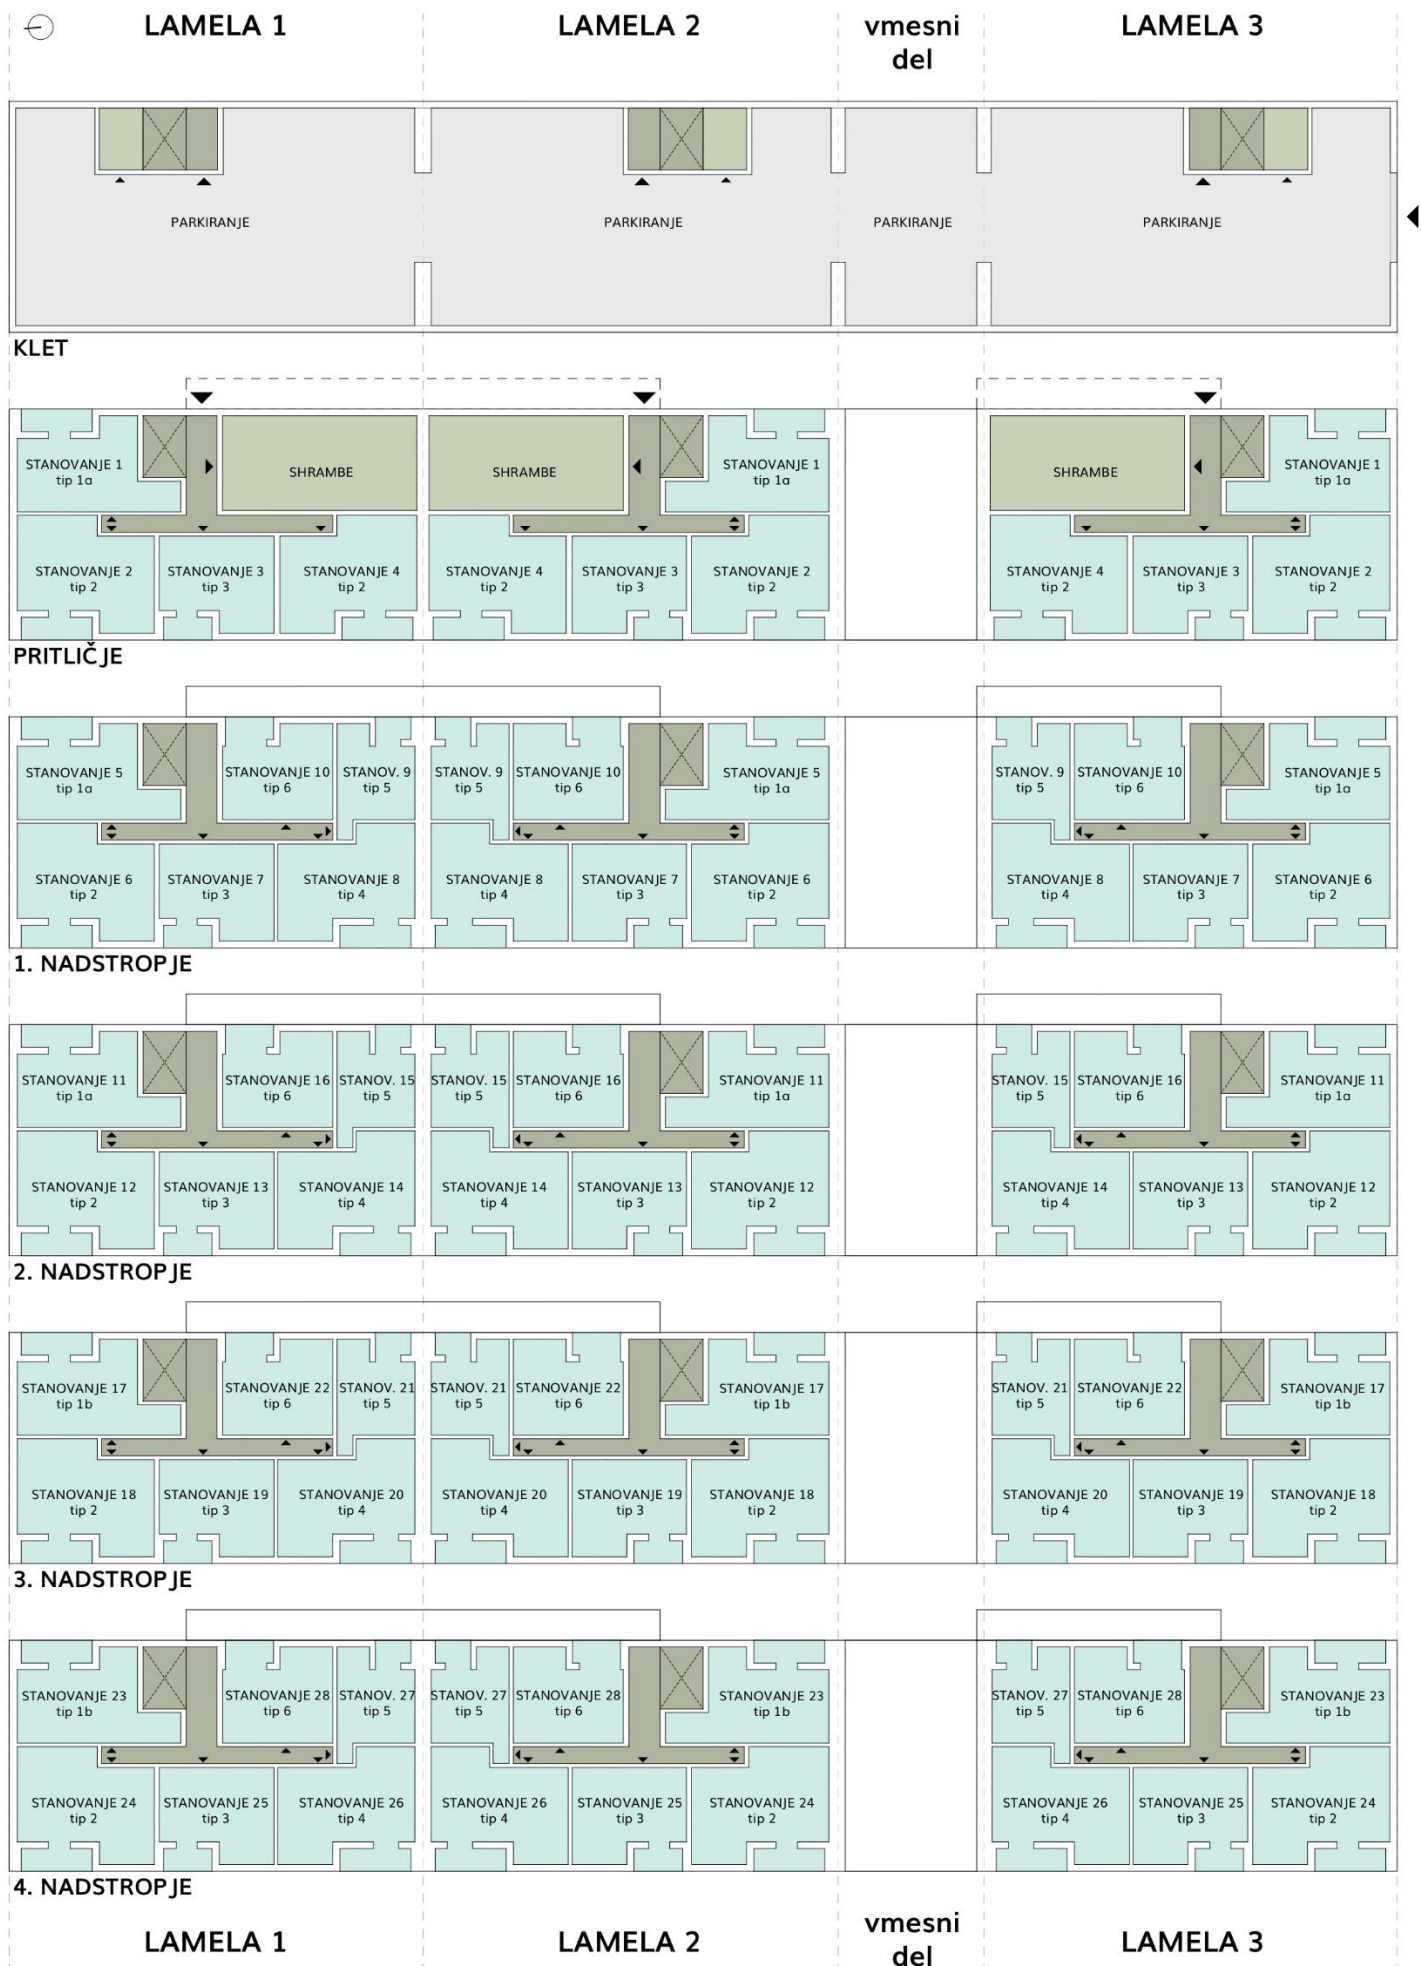 LAMELA 1
LAMELA 2
vmesni
del
LAMELA 3
PARKIRANJE
PARKIRANJE
PARKIRANJE
PARKIRANJE
KLET
STANOVANJE 1
tip 1a
SHRAMBE
SHRAMBE
STANOVANJE 1
tip 1a
SHRAMBE
STANOVANJE 1
tip 1a
STANOVANJE 2
tip 2
STANOVANJE 3
tip 3
STANOVANJE 4
tip 2
STANOVANJE 4
tip 2
STANOVANJE 3
tip 3
STANOVANJE 2
tip 2
STANOVANJE 4
tip 2
STANOVANJE 3
tip 3
STANOVANJE 2
tip 2
PRITLIČJE
STANOVANJE 5
tip 1a
STANOVANJE 10
tip 6
STANOV. 9
tip 5
STANOV. 9
tip 5
STANOVANJE 10
tip 6
STANOVANJE 5
tip 1a
STANOV. 9
tip 5
STANOVANJE 10
tip 6
STANOVANJE 5
tip 1a
STANOVANJE 6
tip 2
STANOVANJE 7
tip 3
STANOVANJE 8
tip 4
STANOVANJE 8
tip 4
STANOVANJE 7
tip 3
STANOVANJE 6
tip 2
STANOVANJE 8
tip 4
STANOVANJE 7
tip 3
STANOVANJE 6
tip 2
1. NADSTROPJE
STANOVANJE 11
tip 1a
STANOVANJE 16
tip 6
STANOV. 15
tip 5
STANOV. 15
tip 5
STANOVANJE 16
tip 6
STANOVANJE 11
tip 1a
STANOV. 15
tip 5
STANOVANJE 16
tip 6
STANOVANJE 11
tip 1a
STANOVANJE 12
tip 2
STANOVANJE 13
tip 3
STANOVANJE 14
tip 4
STANOVANJE 14
tip 4
STANOVANJE 13
tip 3
STANOVANJE 12
tip 2
STANOVANJE 14
tip 4
STANOVANJE 13
tip 3
STANOVANJE 12
tip 2
2. NADSTROPJE
STANOVANJE 17
tip 1b
STANOVANJE 22
tip 6
STANOV. 21
tip 5
STANOV. 21
tip 5
STANOVANJE 22
tip 6
STANOVANJE 17
tip 1b
STANOV. 21
tip 5
STANOVANJE 22
tip 6
STANOVANJE 17
tip 1b
STANOVANJE 18
tip 2
STANOVANJE 19
tip 3
STANOVANJE 20
tip 4
STANOVANJE 20
tip 4
STANOVANJE 19
tip 3
STANOVANJE 18
tip 2
STANOVANJE 20
tip 4
STANOVANJE 19
tip 3
STANOVANJE 18
tip 2
3. NADSTROPJE
STANOVANJE 23
tip 1b
STANOVANJE 28
tip 6
STANOV. 27
tip 5
STANOV. 27
tip 5
STANOVANJE 28
tip 6
STANOVANJE 23
tip 1b
STANOV. 27
tip 5
STANOVANJE 28
tip 6
STANOVANJE 23
tip 1b
STANOVANJE 24
tip 2
STANOVANJE 25
tip 3
STANOVANJE 26
tip 4
STANOVANJE 26
tip 4
STANOVANJE 25
tip 3
STANOVANJE 24
tip 2
STANOVANJE 26
tip 4
STANOVANJE 25
tip 3
STANOVANJE 24
tip 2
4. NADSTROPJE
LAMELA 1
LAMELA 2
vmesni
del
LAMELA 3